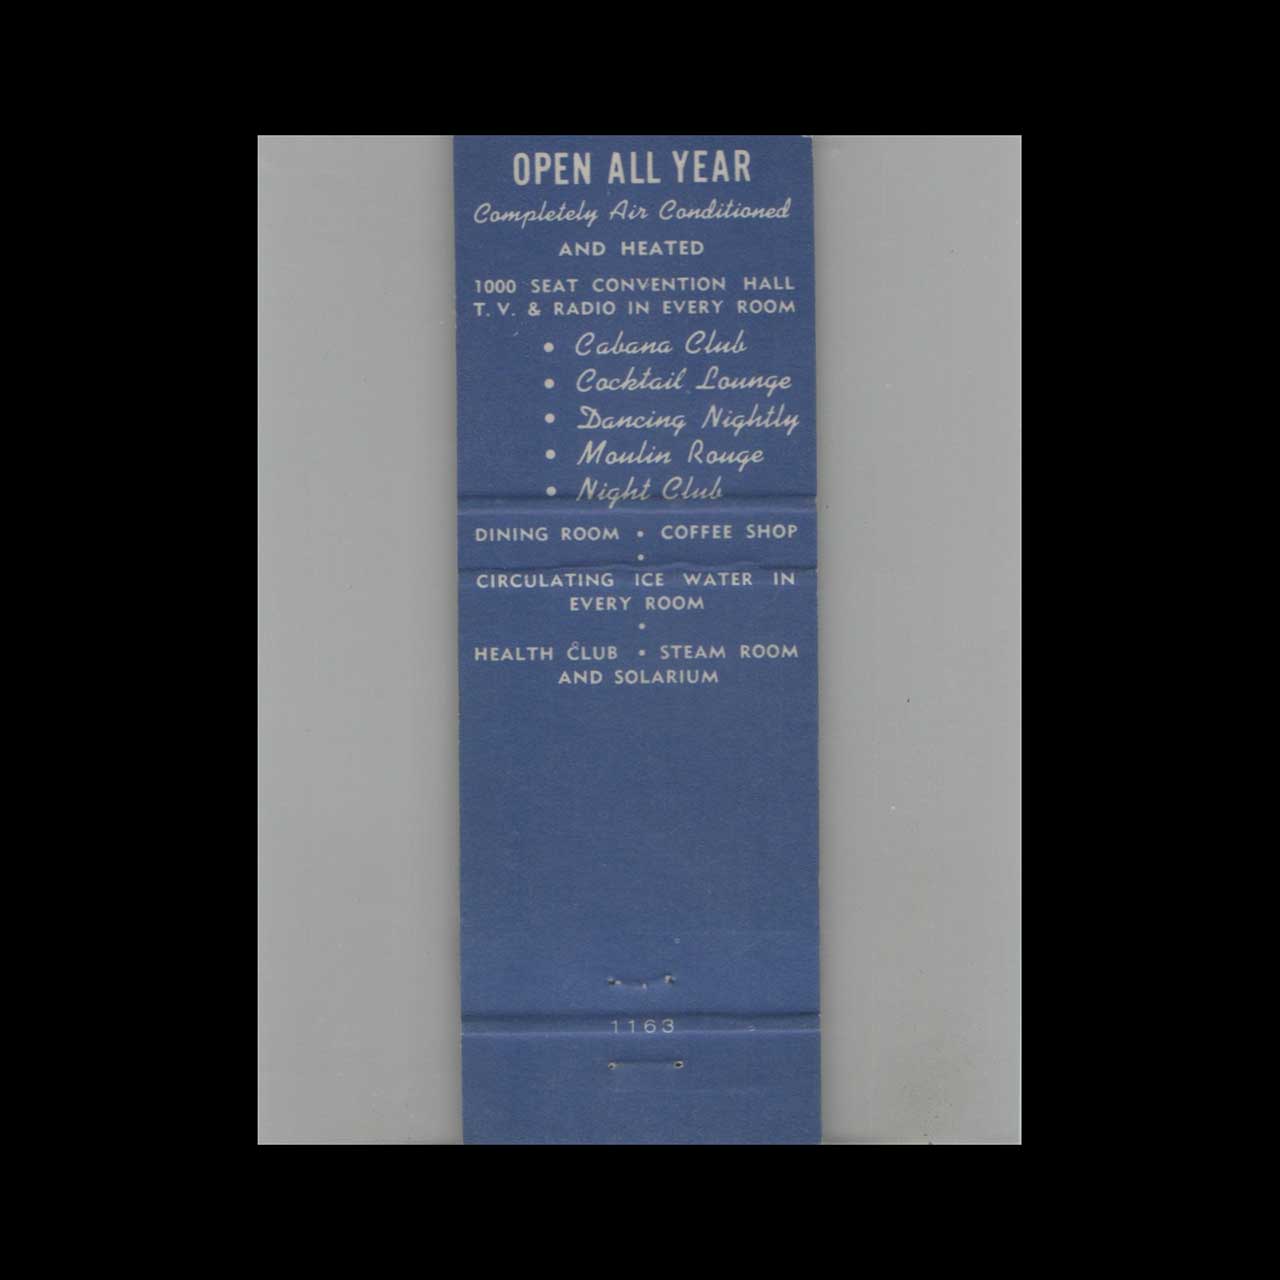 OPEN ALL YEAR
Completely Air Conditioned
AND HEATED
1000 SEAT CONVENTION HALL
T. V. & RADIO IN EVERY ROOM
• Cabana Club
• Cocktail Lounge
• Dancing Nightly
• Moulin Rouge
• Night Club
DINING ROOM • COFFEE SHOP
•
CIRCULATING ICE WATER IN
EVERY ROOM
•
HEALTH CLUB • STEAM ROOM
AND SOLARIUM
1163